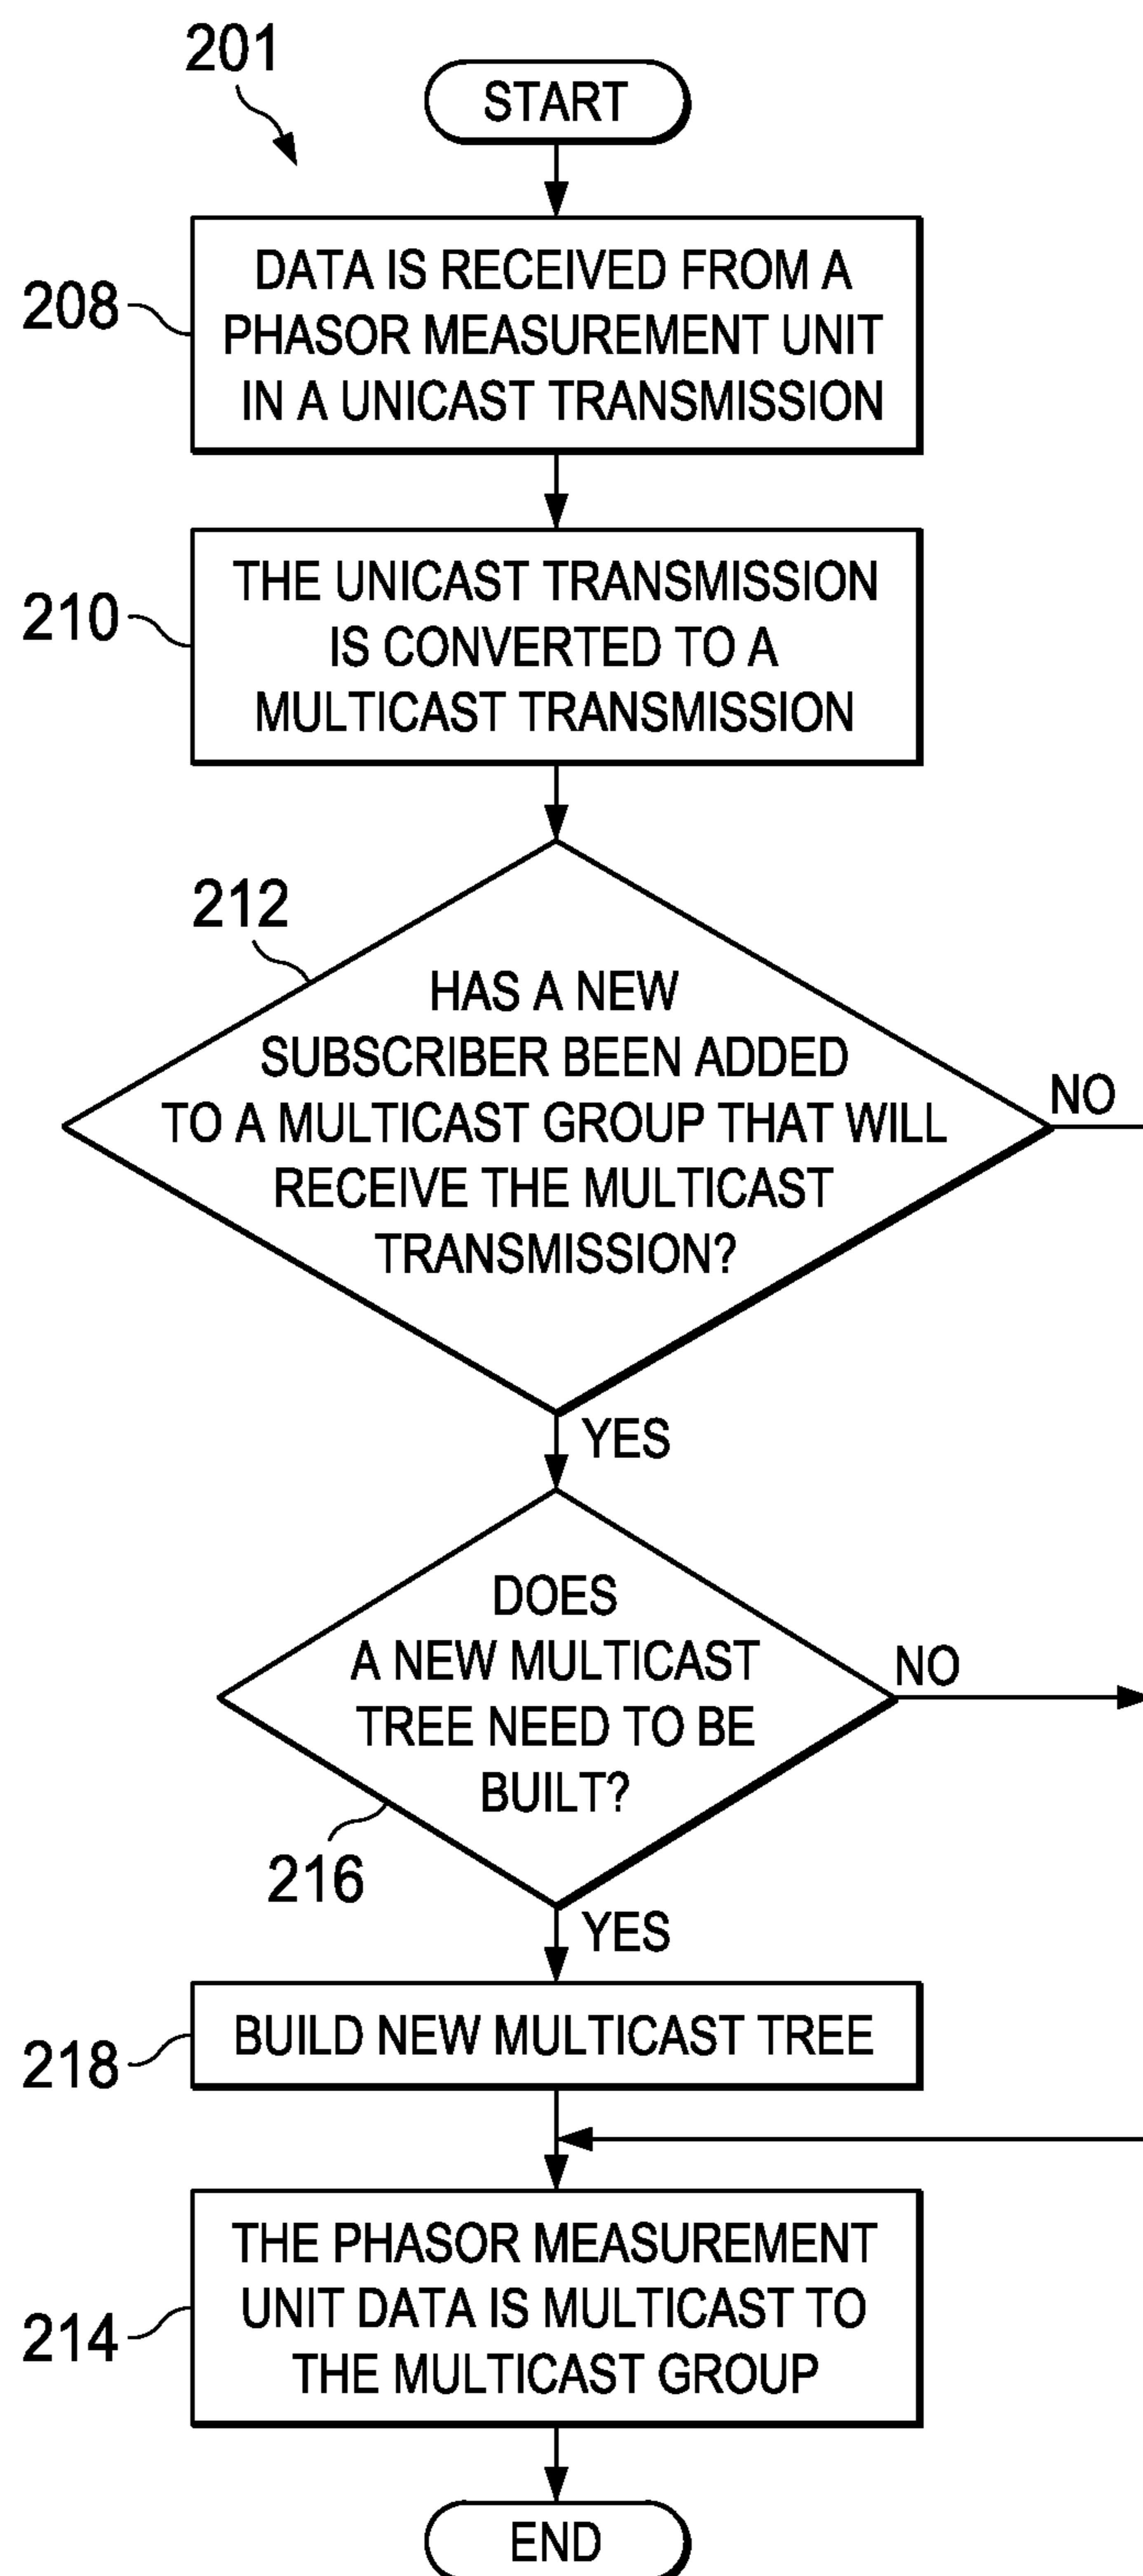 201
START
208
DATA IS RECEIVED FROM A
PHASOR MEASUREMENT UNIT
IN A UNICAST TRANSMISSION
210
THE UNICAST TRANSMISSION
IS CONVERTED TO A
MULTICAST TRANSMISSION
212
HAS A NEW
SUBSCRIBER BEEN ADDED
TO A MULTICAST GROUP THAT WILL
RECEIVE THE MULTICAST
TRANSMISSION?
NO
YES
DOES
A NEW MULTICAST
TREE NEED TO BE
BUILT?
NO
216
YES
218
BUILD NEW MULTICAST TREE
214
THE PHASOR MEASUREMENT
UNIT DATA IS MULTICAST TO
THE MULTICAST GROUP
END